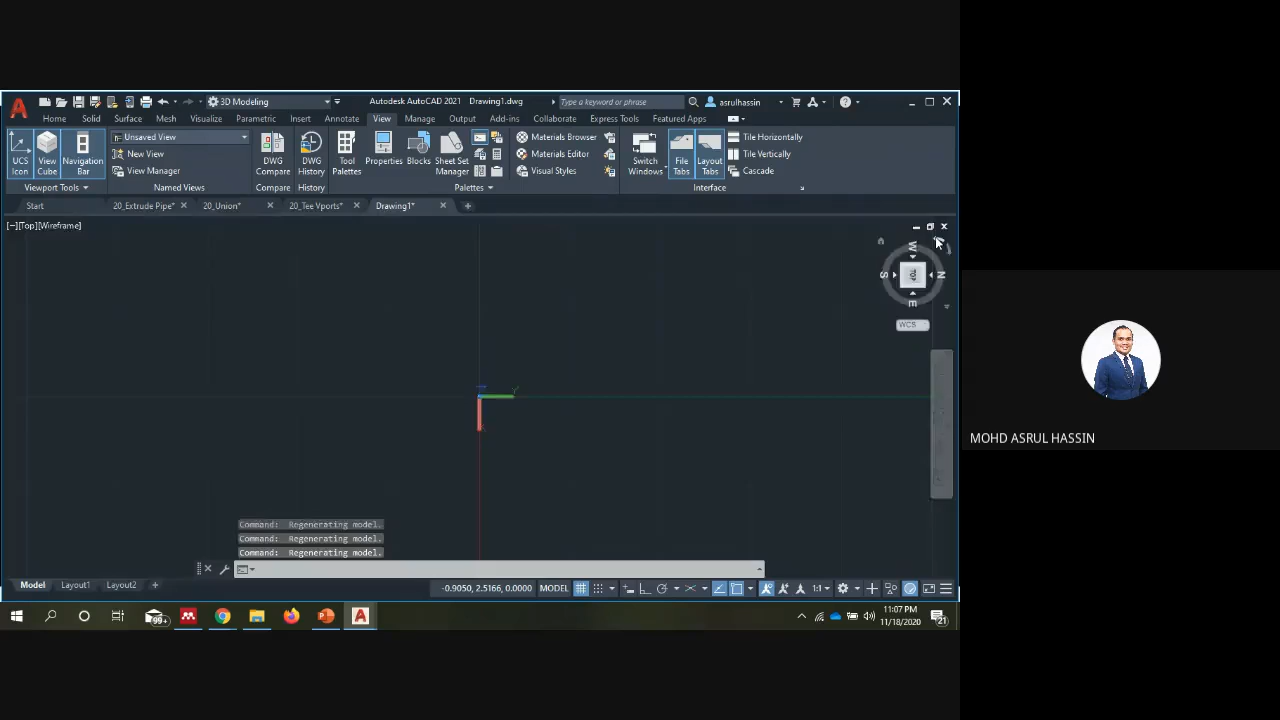 3D Modeling
Autodesk AutoCAD 2021 Drawing1.dwg
Type a keyword or phrase
asrulhassin
Home Solid Surface Mesh Visualize Parametric Insert Annotate View Manage Output Add-ins Collaborate Express Tools Featured Apps
UCS Icon
View Cube
Navigation Bar
Unsaved View
New View
View Manager
DWG Compare
DWG History
Tool Palettes
Properties
Blocks
Sheet Set Manager
Materials Browser
Materials Editor
Visual Styles
Switch Windows
File Tabs
Layout Tabs
Tile Horizontally
Tile Vertically
Cascade
Viewport Tools
Named Views
Compare
History
Palettes
Interface
Start
20_Extrude Pipe*
20_Union*
20_Tee Vports*
Drawing1*
[−][Top][Wireframe]
W
S
TOP
N
E
WCS
Y
MOHD ASRUL HASSIN
Command: Regenerating model.
Command: Regenerating model.
Command: Regenerating model.
Model Layout1 Layout2 +
-0.9050, 2.5166, 0.0000 MODEL
1:1
99+
11:07 PM
11/18/2020
21